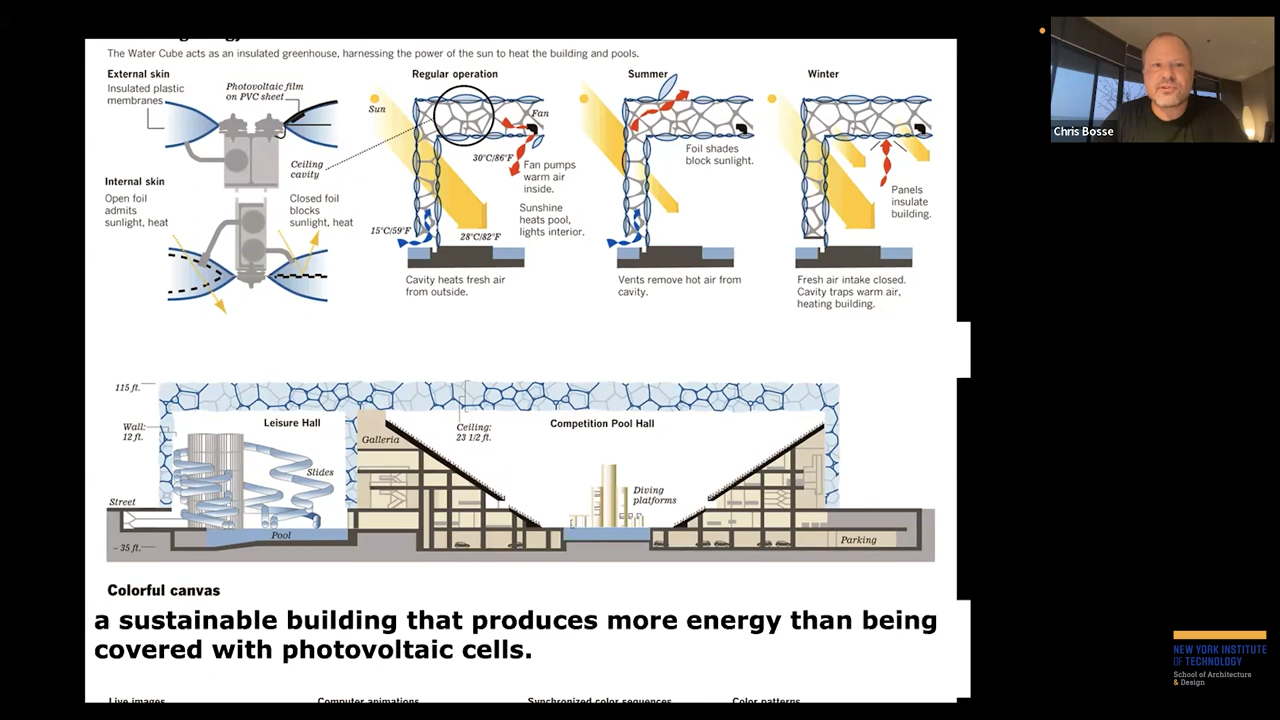 The Water Cube acts as an insulated greenhouse, harnessing the power of the sun to heat the building and pools.
External skin
Insulated plastic
membranes
Photovoltaic film
on PVC sheet
Ceiling
cavity
Internal skin
Open foil
admits
sunlight, heat
Closed foil
blocks
sunlight, heat
Regular operation
Sun
Fan
30°C/86°F
Fan pumps
warm air
inside.
Sunshine
heats pool,
lights interior.
15°C/59°F
28°C/82°F
Cavity heats fresh air
from outside.
Summer
Foil shades
block sunlight.
Vents remove hot air from
cavity.
Winter
Panels
insulate
building.
Fresh air intake closed.
Cavity traps warm air,
heating building.
Chris Bosse
115 ft.
Wall:
12 ft.
Leisure Hall
Galleria
Ceiling:
23 1/2 ft.
Competition Pool Hall
Slides
Diving
platforms
Street
Pool
Parking
– 35 ft.
Colorful canvas
a sustainable building that produces more energy than being
covered with photovoltaic cells.
Live images
Computer animations
Synchronized color sequences
Color patterns
NEW YORK INSTITUTE
OF TECHNOLOGY
School of Architecture
& Design